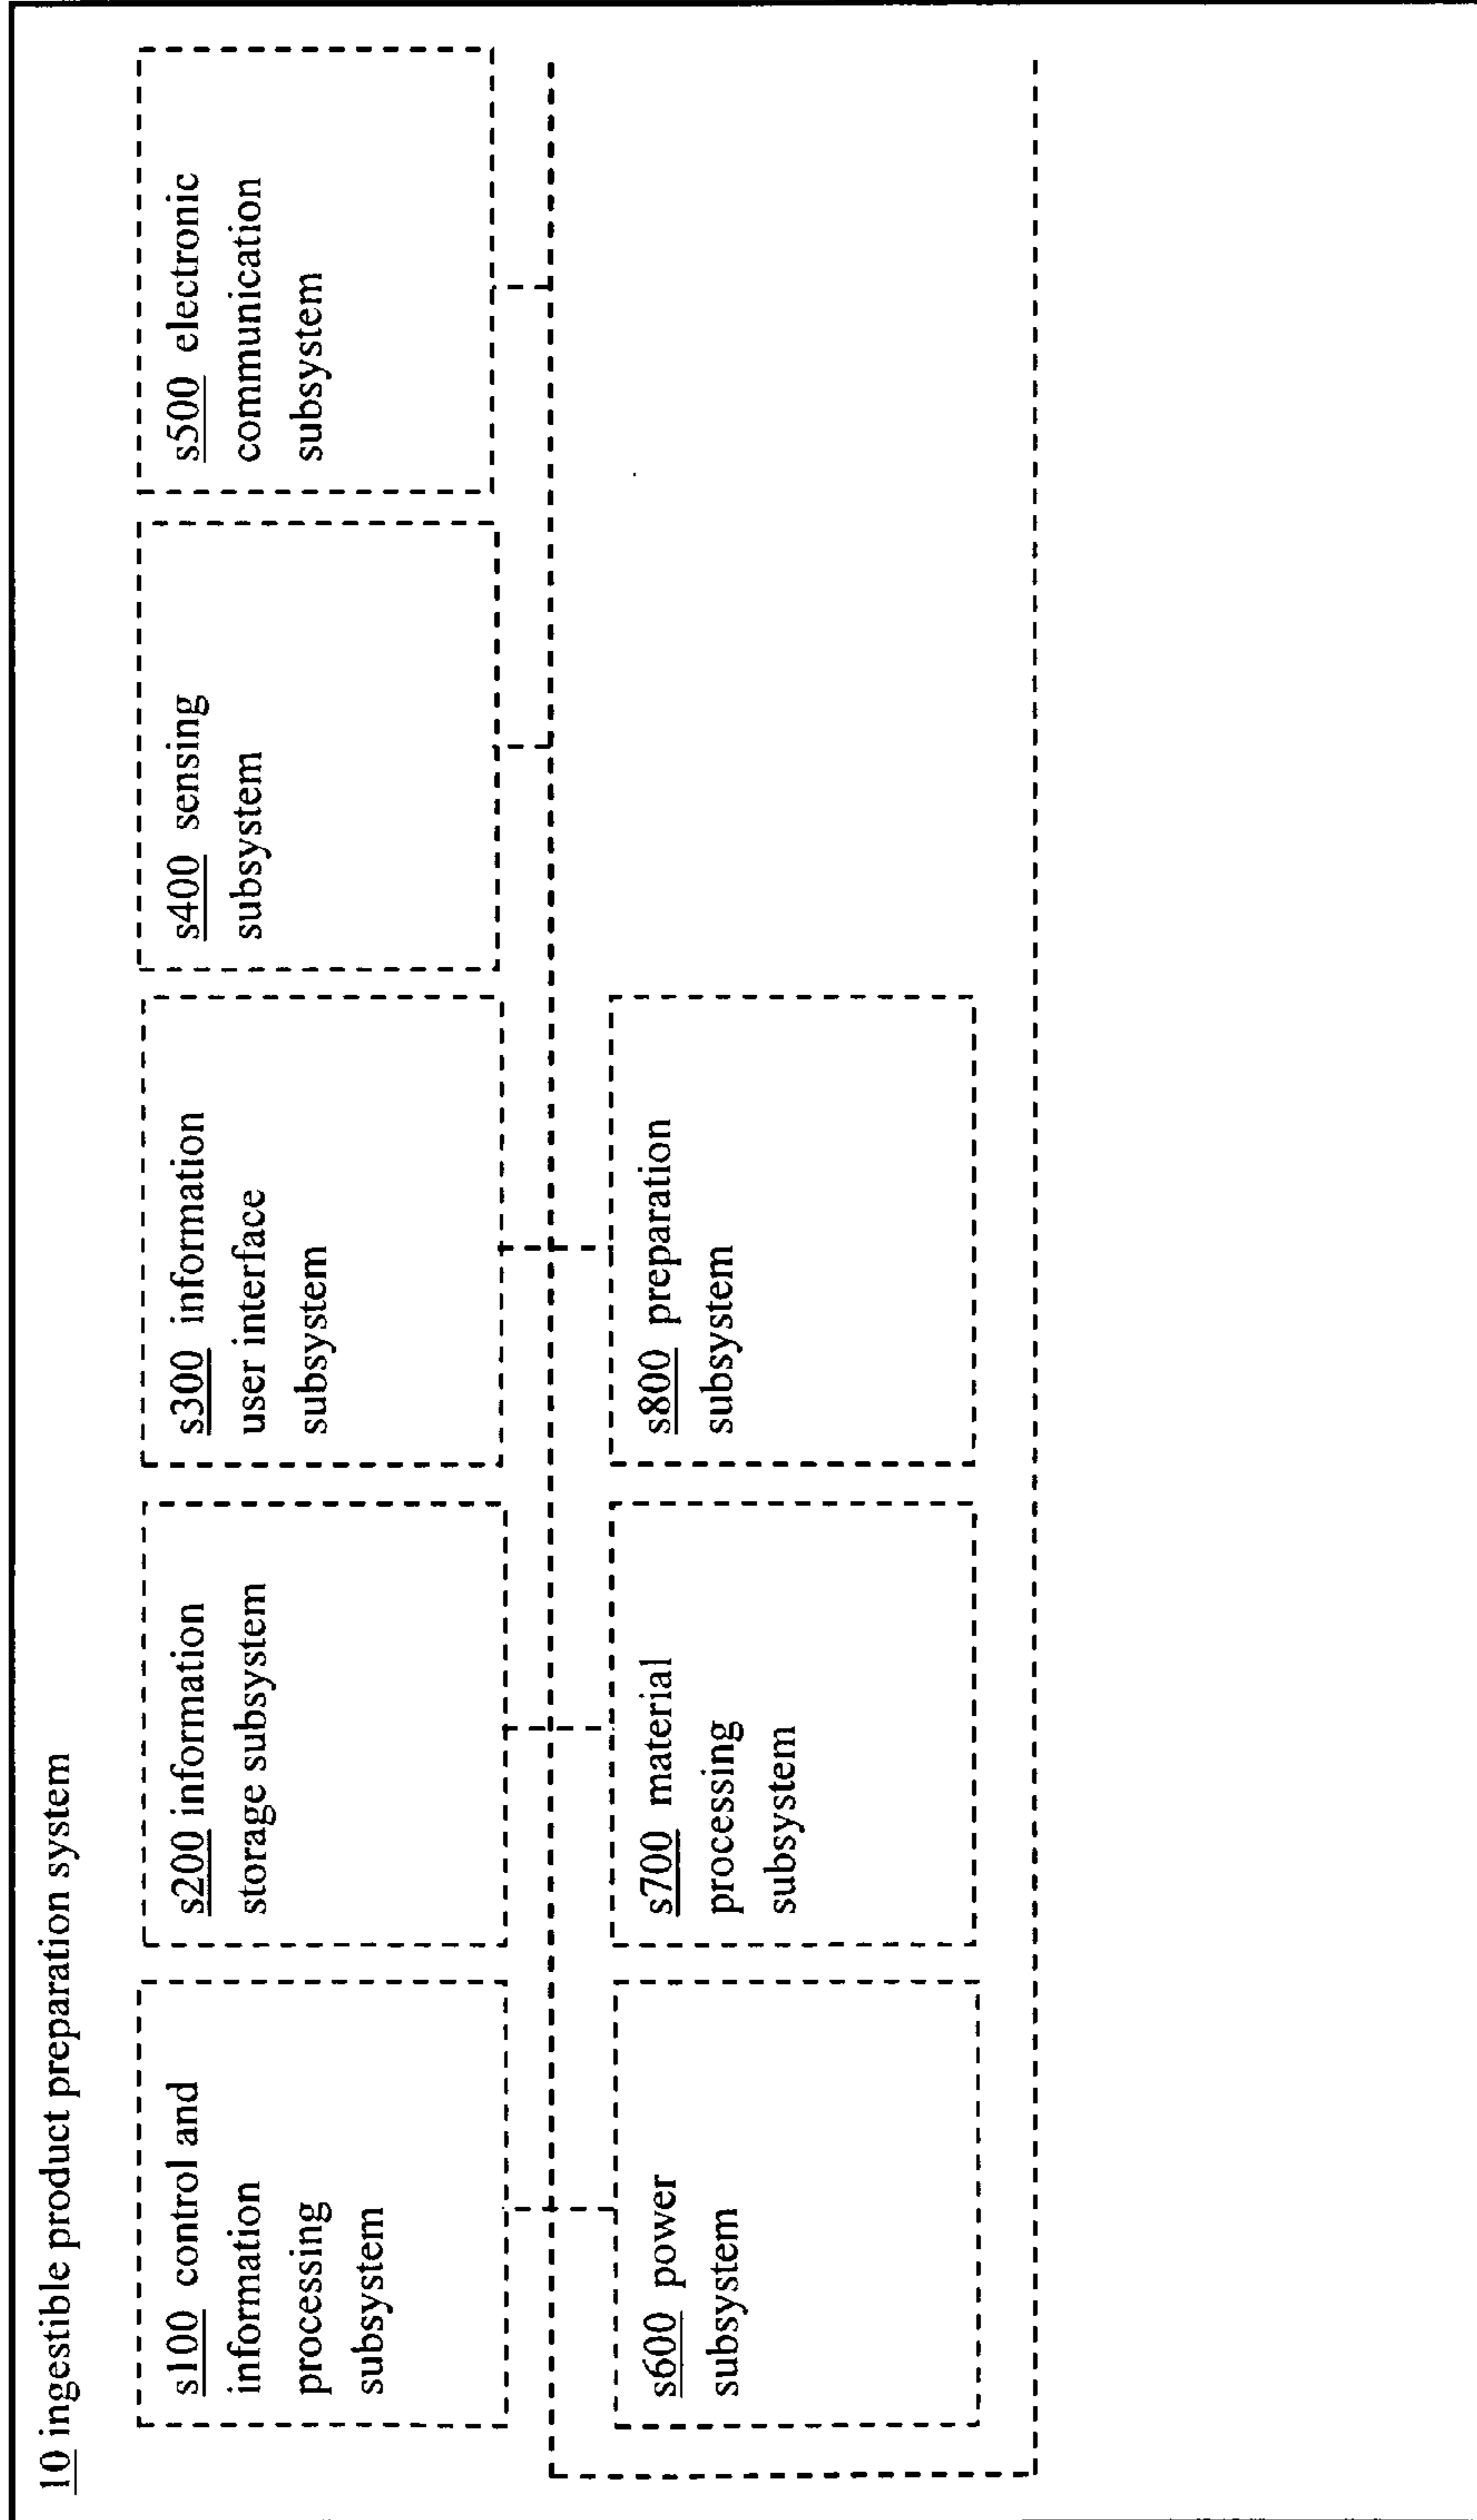 10 ingestible product preparation system
s100 control and
information
processing
subsystem
s200 information
storage subsystem
s300 information
user interface
subsystem
s400 sensing
subsystem
s500 electronic
communication
subsystem
s600 power
subsystem
s700 material
processing
subsystem
s800 preparation
subsystem